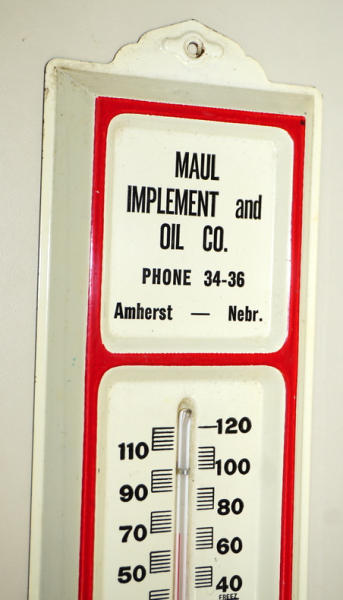 MAUL
IMPLEMENT and
OIL CO.
PHONE 34-36
Amherst — Nebr.
120
110
100
90
80
70
60
50
40
FREEZ